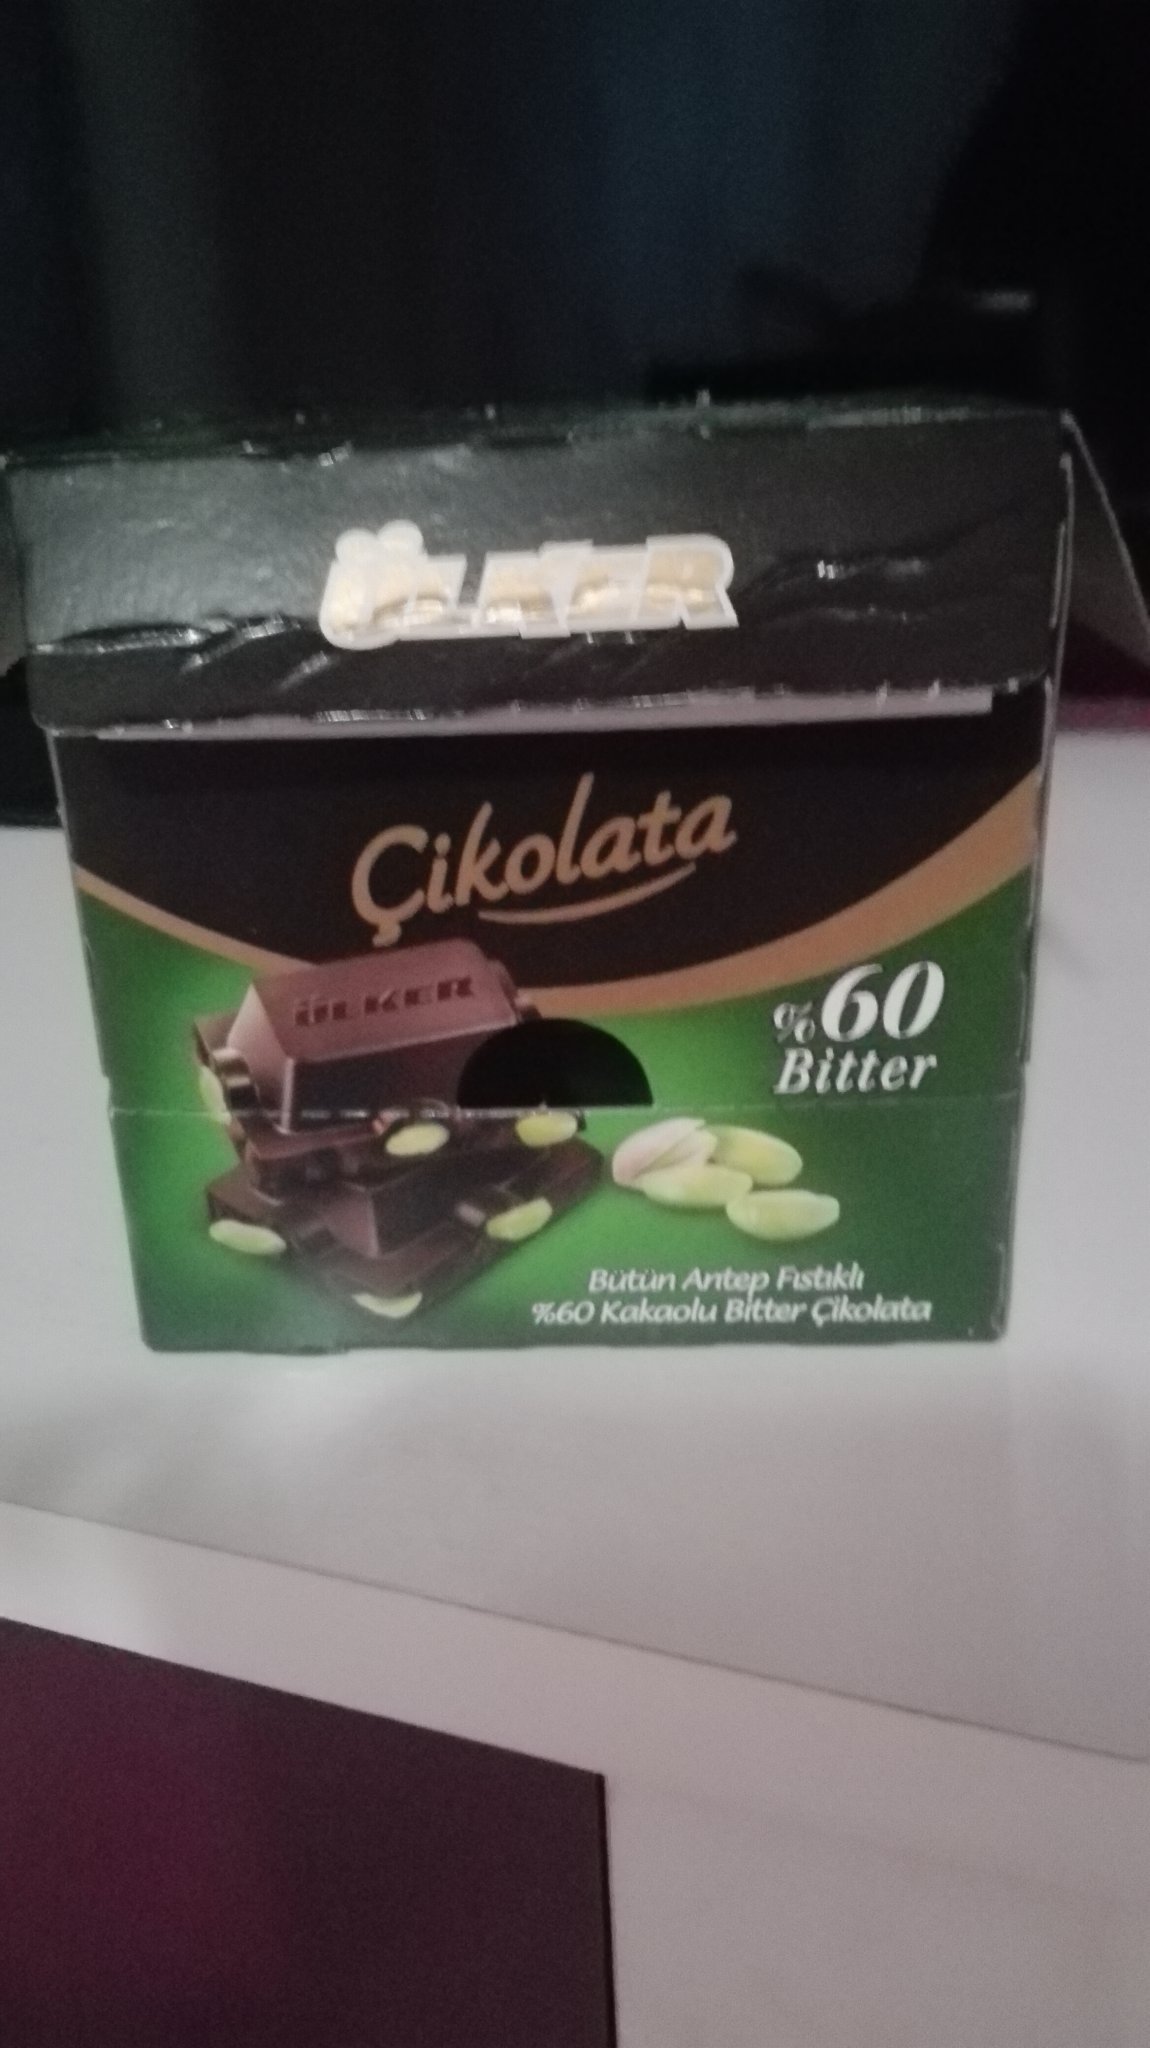 ÜLKER
Çikolata
ÜLKER
%60
Bitter
Bütün Antep Fıstıklı
%60 Kakaolu Bitter Çikolata